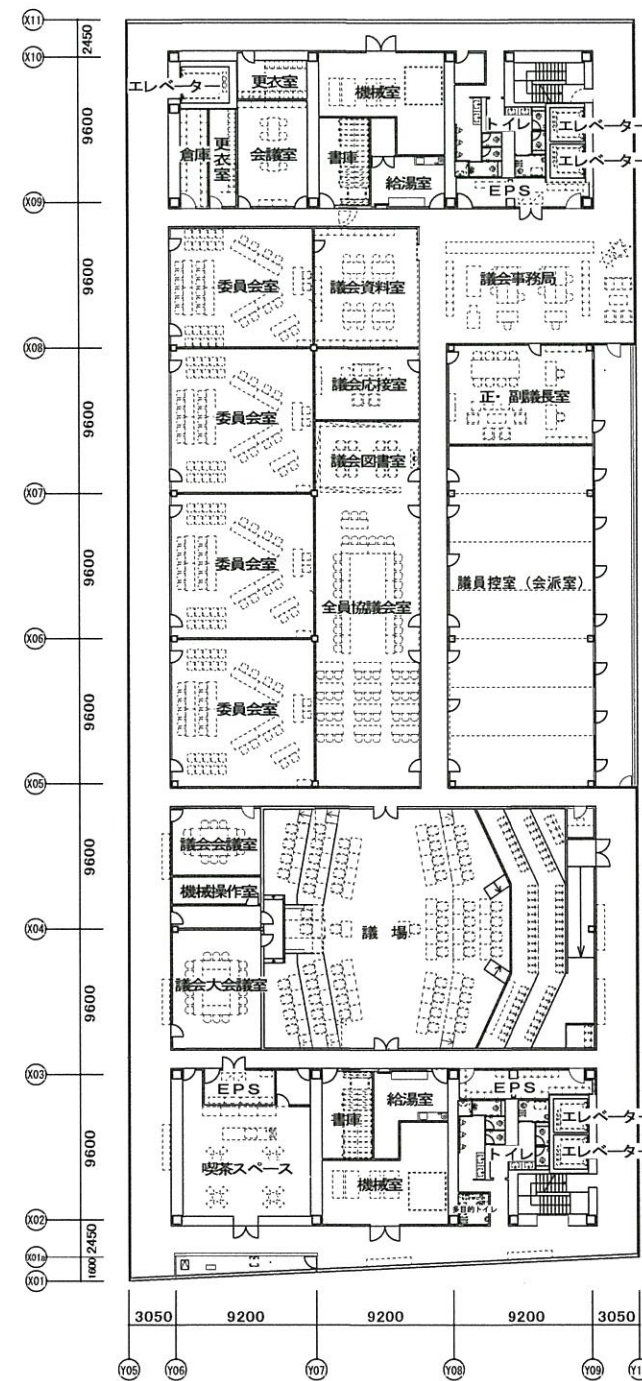 X11
2450
X10
エレベーター
更衣室
機械室
9600
トイレ
エレベーター
倉庫
更衣室
会議室
書庫
エレベーター
給湯室
EPS
X09
委員会室
議会資料室
議会事務局
9600
X08
議会応接室
正・副議長室
委員会室
9600
議会図書室
X07
委員会室
全員協議会室
議員控室（会派室）
9600
X06
委員会室
9600
X05
議会会議室
9600
機械操作室
X04
議 場
議会大会議室
9600
X03
EPS
書庫
給湯室
EPS
エレベーター
9600
喫茶スペース
機械室
トイレ
エレベーター
多目的トイレ
X02
2450
X01a
1600
X01
3050 9200 9200 9200 3050
Y05 Y06 Y07 Y08 Y09